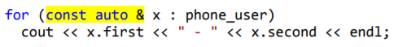 for (const auto & x : phone_user)
  cout << x.first << " - " << x.second << endl;